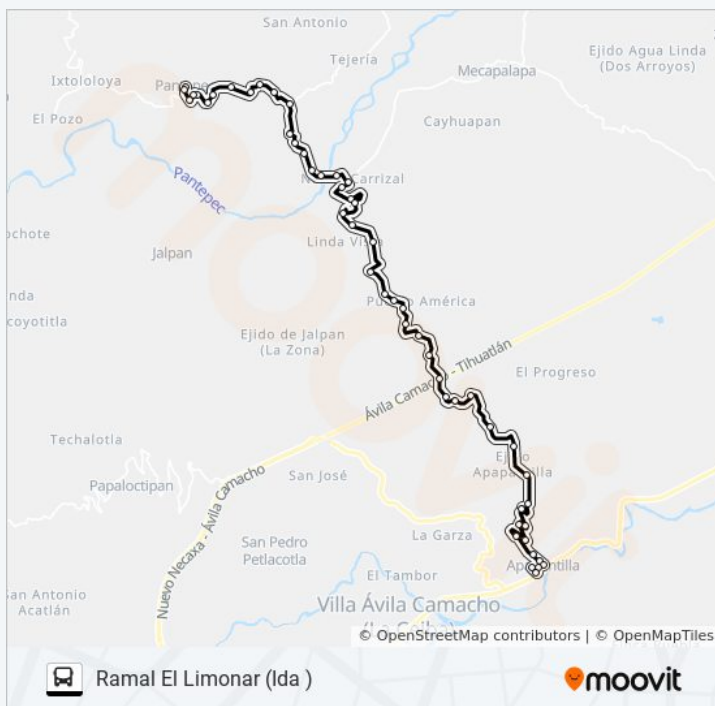 San Antonio
Ejido Agua Linda
(Dos Arroyos)
Tejería
Mecapalapa
Ixtololoya
El Pozo
Cayhuapan
Pantepec
Carrizal
Jalpan
Linda Vista
Ejido de Jalpan
(La Zona)
América
Ávila Camacho - Tihuatlán
El Progreso
Techalotla
Papaloctipan
San José
Ejido
Nuevo Necaxa - Ávila Camacho
La Garza
San Pedro
Petlacotla
El Tambor
San Antonio
Acatlán
Villa Ávila Camacho
© OpenStreetMap contributors | © OpenMapTiles
Ramal El Limonar (Ida )
moovit